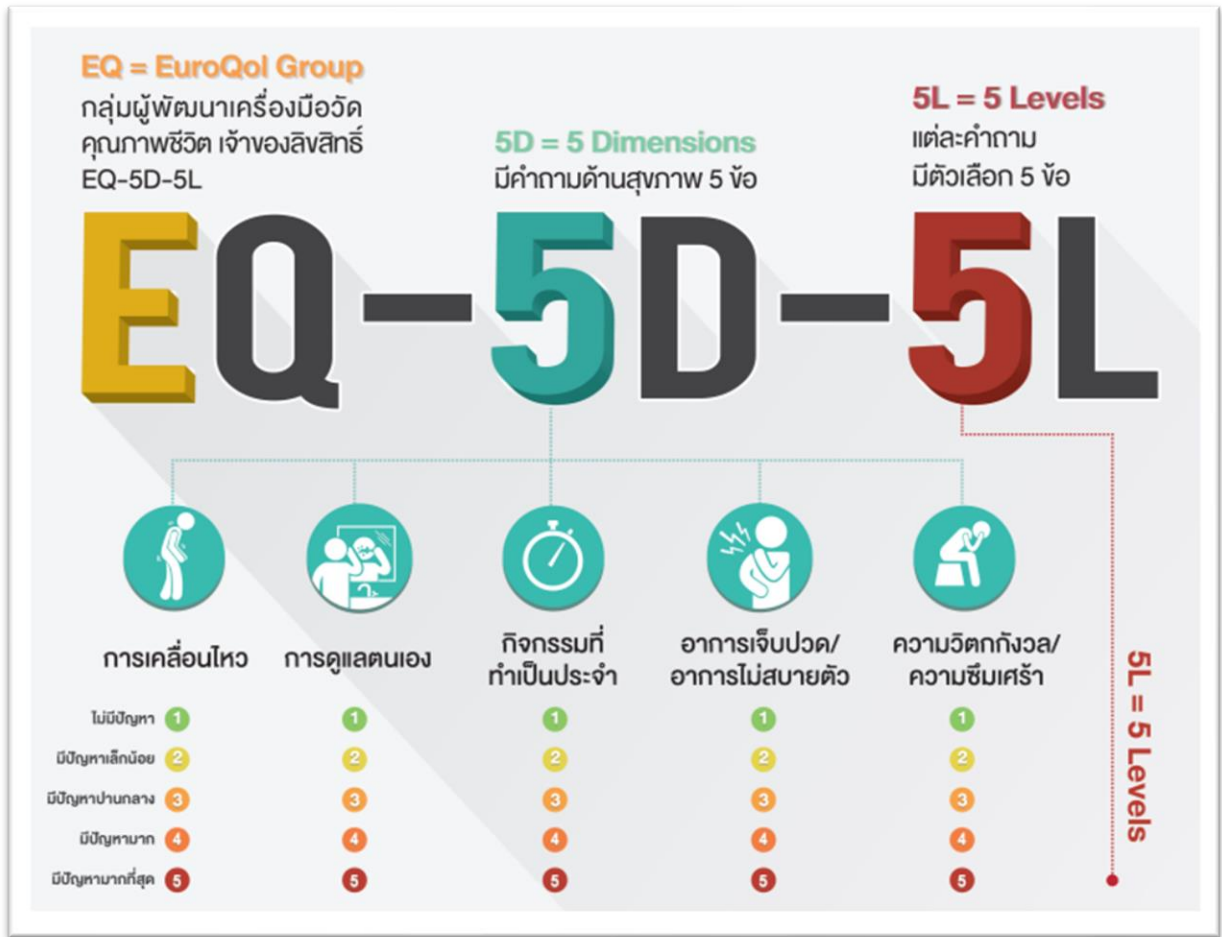 EQ = EuroQol Group
กลุ่มผู้พัฒนาเครื่องมือวัด
คุณภาพชีวิต เจ้าของลิขสิทธิ์
EQ-5D-5L
5D = 5 Dimensions
มีคำถามด้านสุขภาพ 5 ข้อ
5L = 5 Levels
แต่ละคำถาม
มีตัวเลือก 5 ข้อ
EQ-5D-5L
การเคลื่อนไหว
การดูแลตนเอง
กิจกรรมที่
ทำเป็นประจำ
อาการเจ็บปวด/
อาการไม่สบายตัว
ความวิตกกังวล/
ความซึมเศร้า
ไม่มีปัญหา 1 1 1 1 1
มีปัญหาเล็กน้อย 2 2 2 2 2
มีปัญหาปานกลาง 3 3 3 3 3
มีปัญหามาก 4 4 4 4 4
มีปัญหามากที่สุด 5 5 5 5 5
5L = 5 Levels